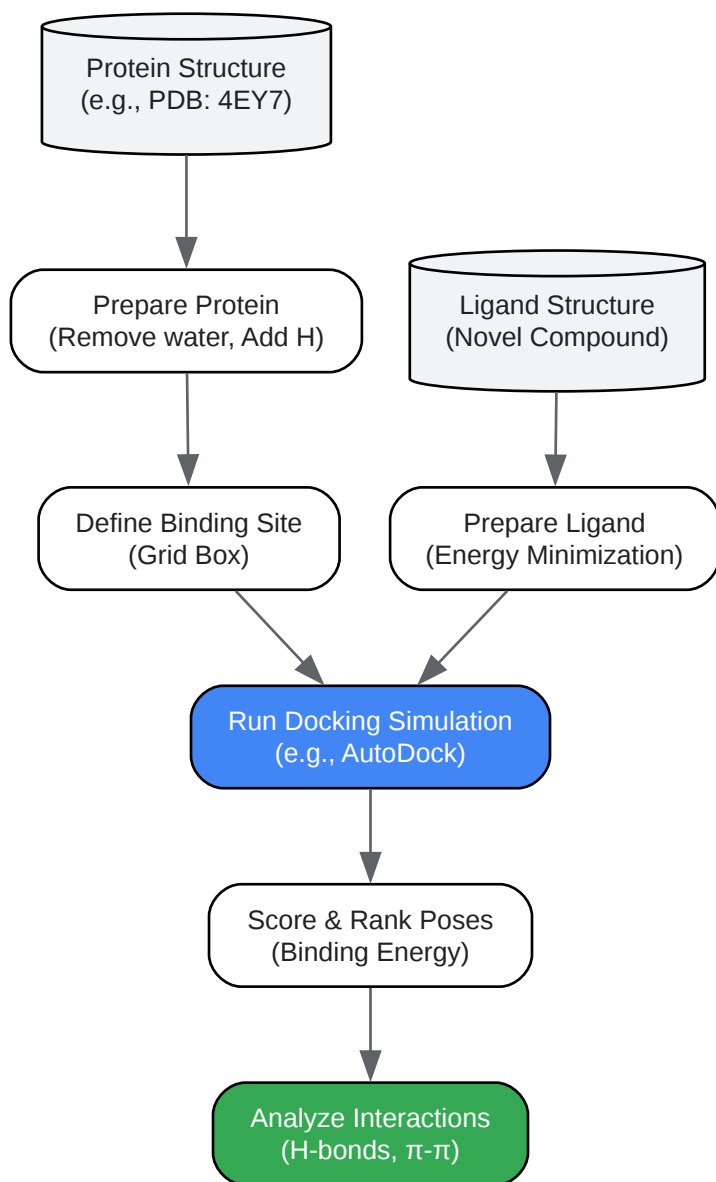 Protein Structure
(e.g., PDB: 4EY7)
Prepare Protein
(Remove water, Add H)
Ligand Structure
(Novel Compound)
Define Binding Site
(Grid Box)
Prepare Ligand
(Energy Minimization)
Run Docking Simulation
(e.g., AutoDock)
Score & Rank Poses
(Binding Energy)
Analyze Interactions
(H-bonds, π-π)